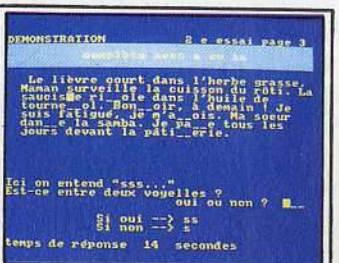 DEMONSTRATION 2 e essai page 3
complète avec s ou ss
Le lièvre court dans l'herbe grasse.
Maman surveille la cuisson du rôti. La
saucis e ri__ole dans l'huile de
tourne__ol. Bon__oir, à demain ! Je
suis fatigué, je m'a__ois. Ma soeur
dan__e la samba. Je pa__e tous les
jours devant la pâti__erie.
Ici on entend "sss..."
Est-ce entre deux voyelles ?
oui ou non ? __
Si oui --> ss
Si non --> s
temps de réponse 14 secondes